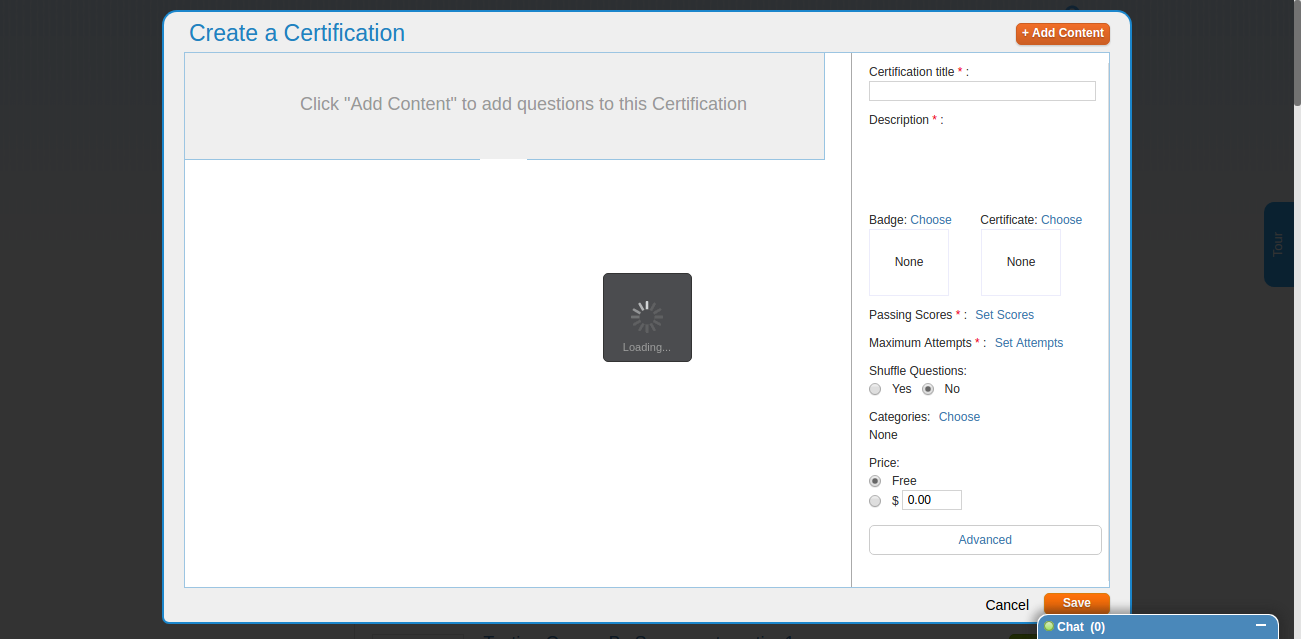 Create a Certification
+ Add Content
Click "Add Content" to add questions to this Certification
Certification title * :
Description * :
Badge: Choose
Certificate: Choose
None
None
Passing Scores * : Set Scores
Maximum Attempts * : Set Attempts
Shuffle Questions:
Yes No
Categories: Choose
None
Price:
Free
$ 0.00
Advanced
Loading...
Tour
Cancel
Save
Chat (0)